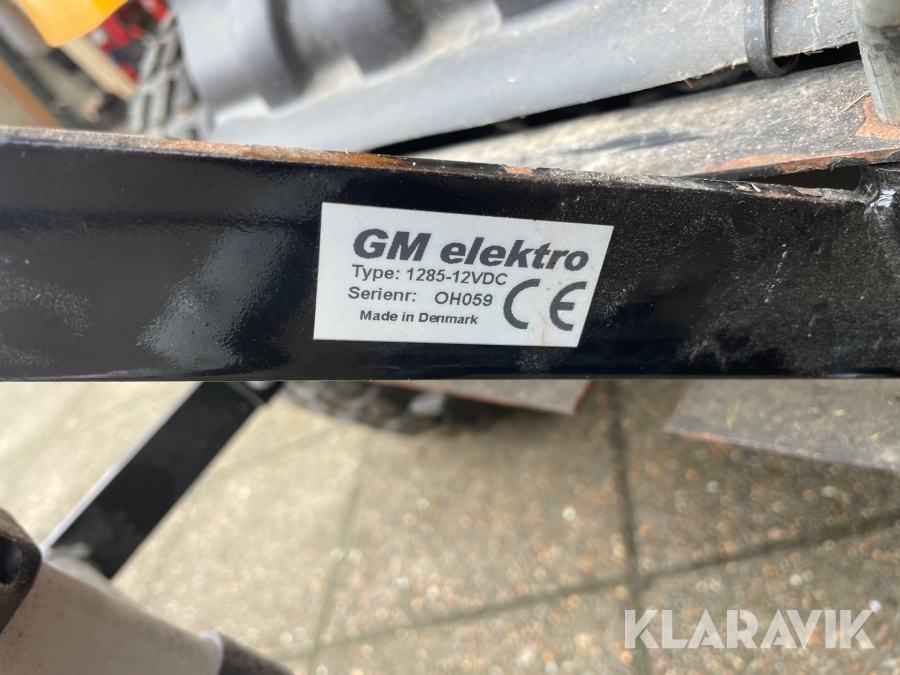 GM elektro
Type: 1285-12VDC
Serienr: OH059
Made in Denmark
CE
KLARAVIK